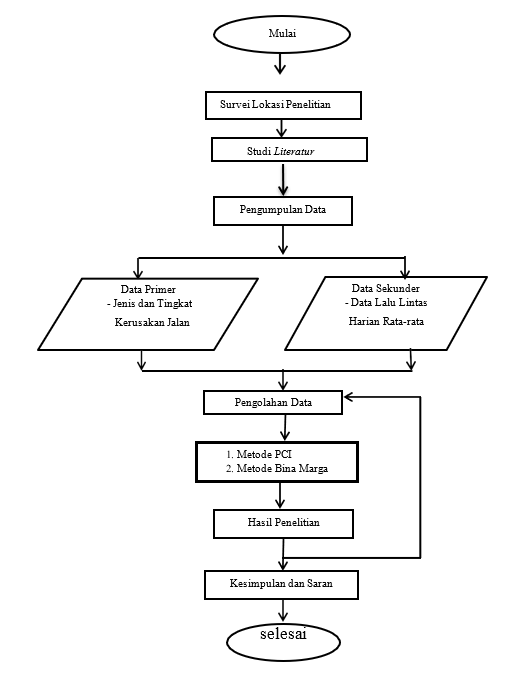 Mulai
Survei Lokasi Penelitian
Studi Literatur
Pengumpulan Data
Data Primer
- Jenis dan Tingkat
Kerusakan Jalan
Data Sekunder
- Data Lalu Lintas
Harian Rata-rata
Pengolahan Data
1. Metode PCI
2. Metode Bina Marga
Hasil Penelitian
Kesimpulan dan Saran
selesai